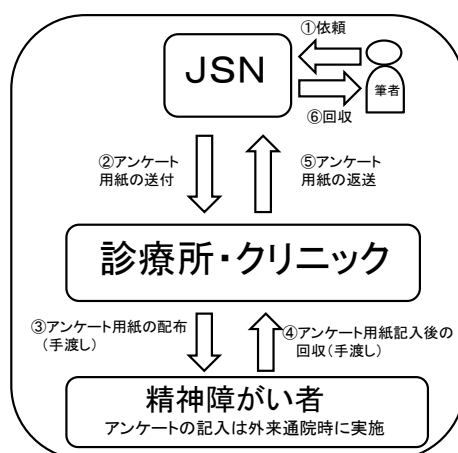 ①依頼
JSN
筆者
⑥回収
②アンケート
用紙の送付
⑤アンケート
用紙の返送
診療所・クリニック
③アンケート用紙の配布
(手渡し)
④アンケート用紙記入後の
回収(手渡し)
精神障がい者
アンケートの記入は外来通院時に実施